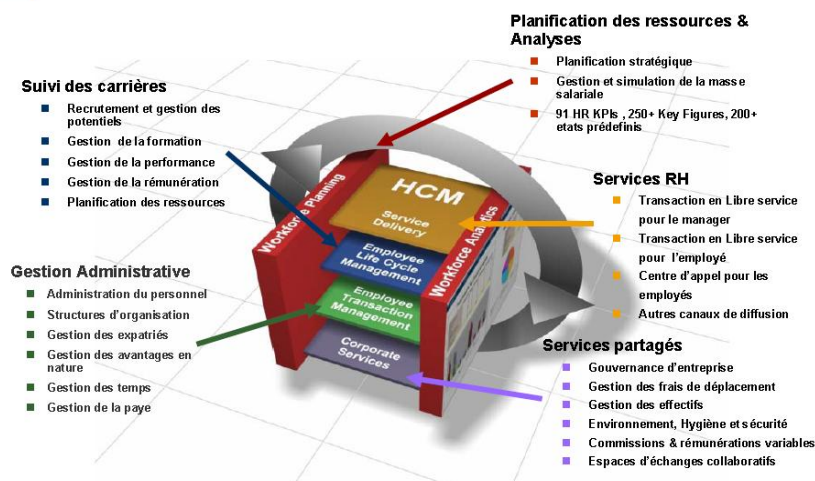 Planification des ressources &
Analyses
Planification stratégique
Gestion et simulation de la masse
salariale
91 HR KPIs , 250+ Key Figures, 200+
etats prédefinis
Suivi des carrières
Recrutement et gestion des
potentiels
Gestion de la formation
Gestion de la performance
Gestion de la rémunération
Planification des ressources
Services RH
Transaction en Libre service
pour le manager
Transaction en Libre service
pour l'employé
Centre d'appel pour les
employés
Autres canaux de diffusion
Gestion Administrative
Administration du personnel
Structures d'organisation
Gestion des expatriés
Gestion des avantages en
nature
Gestion des temps
Gestion de la paye
Services partagés
Gouvernance d'entreprise
Gestion des frais de déplacement
Gestion des effectifs
Environnement, Hygiène et sécurité
Commissions & rémunérations variables
Espaces d'échanges collaboratifs
Workforce Planning
HCM
Service
Delivery
Employee
Life Cycle
Management
Employee
Transaction
Management
Corporate
Services
Workforce Analytics